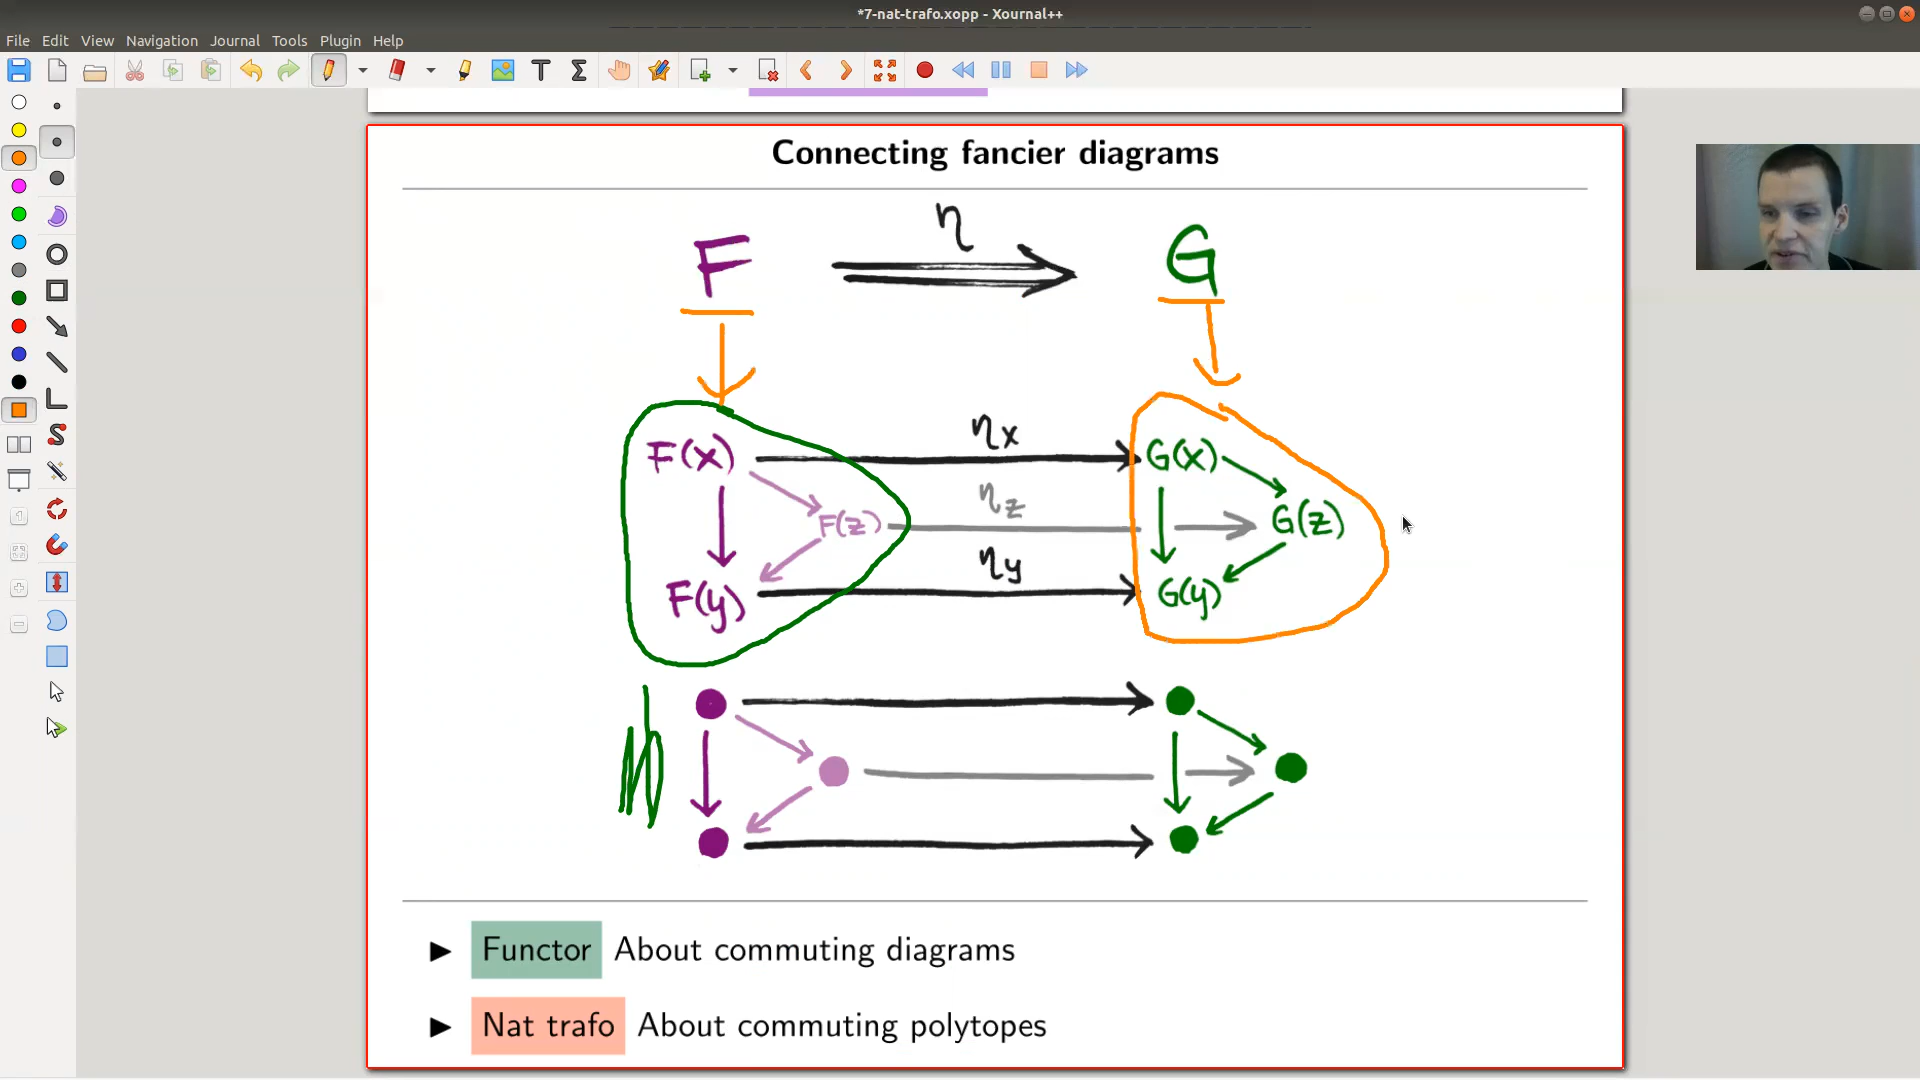 *7-nat-trafo.xopp - Xournal++
File Edit View Navigation Journal Tools Plugin Help
Connecting fancier diagrams
η
F G
ηx
F(x) G(x)
ηz
F(z) G(z)
ηy
F(y) G(y)
► Functor About commuting diagrams
► Nat trafo About commuting polytopes